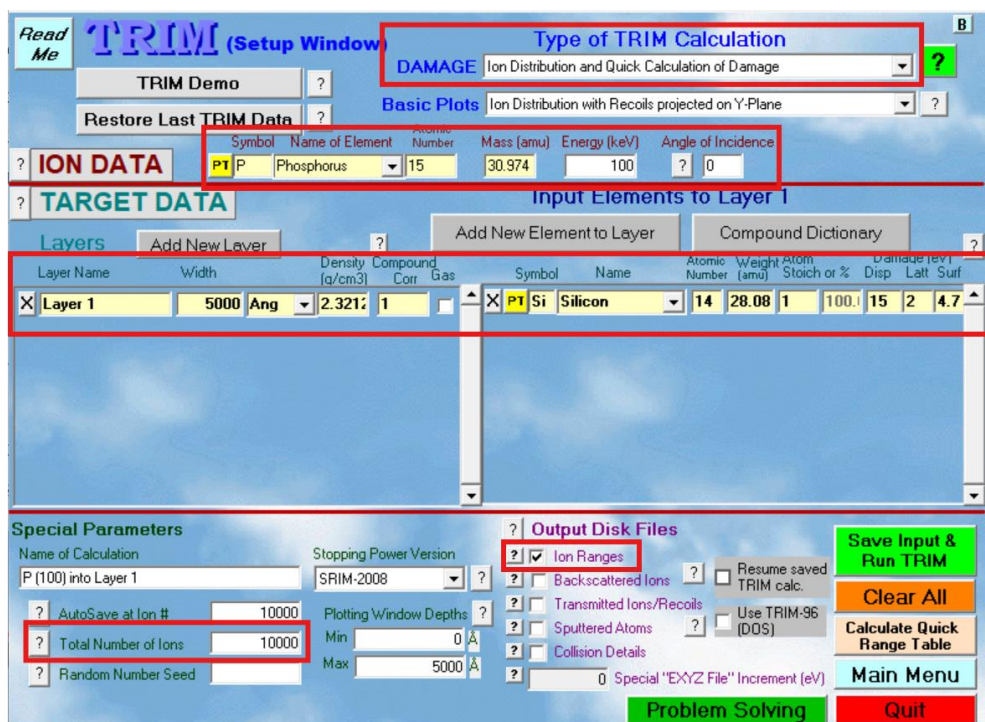 Read Me
TRIM (Setup Window)
Type of TRIM Calculation
B
DAMAGE Ion Distribution and Quick Calculation of Damage ?
TRIM Demo ?
Basic Plots Ion Distribution with Recoils projected on Y-Plane ?
Restore Last TRIM Data ?
Symbol Name of Element Atomic Number Mass (amu) Energy (keV) Angle of Incidence
? ION DATA PT P Phosphorus 15 30.974 100 ? 0
? TARGET DATA
Input Elements to Layer 1
Layers Add New Layer ?
Add New Element to Layer Compound Dictionary ?
Layer Name Width Density (g/cm3) Compound Corr Gas
Symbol Name Atomic Number Weight (amu) Atom Stoich or % Damage (eV) Disp Latt Surf
X Layer 1 5000 Ang 2.3212 1
X PT Si Silicon 14 28.08 1 100. 15 2 4.7
Special Parameters
Name of Calculation
P (100) into Layer 1
Stopping Power Version
SRIM-2008 ?
? AutoSave at Ion # 10000
? Total Number of Ions 10000
? Random Number Seed
Plotting Window Depths ?
Min 0 Å
Max 5000 Å
? Output Disk Files
? Ion Ranges
? Backscattered Ions
? Transmitted Ions/Recoils
? Sputtered Atoms
? Collision Details
? 0 Special "EXYZ File" Increment (eV)
? Resume saved TRIM calc.
? Use TRIM-96 (DOS)
Save Input & Run TRIM
Clear All
Calculate Quick Range Table
Main Menu
Problem Solving
Quit